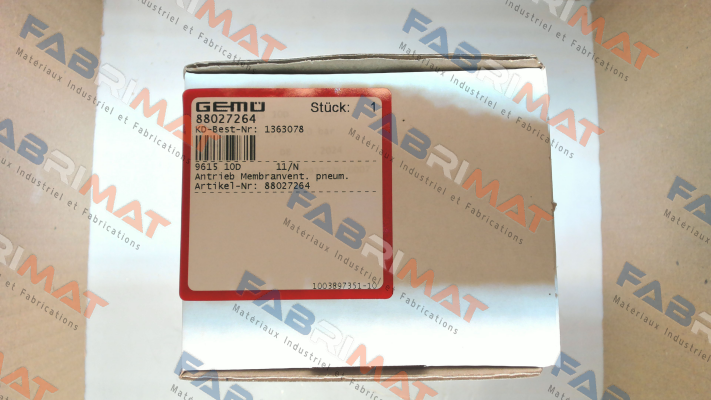 GEMÜ Stück: 1
88027264
KD-Best-Nr: 1363078
9615 10D 11/N
Antrieb Membranvent. pneum.
Artikel-Nr: 88027264
1003897351-10
FABRIMAT
Matériaux Industriel et Fabrications